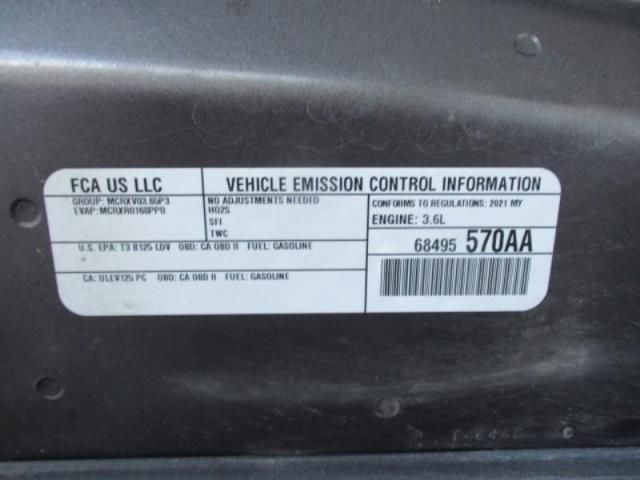 FCA US LLC
VEHICLE EMISSION CONTROL INFORMATION
GROUP: MCRXV03.65P3
EVAP: MCRXR0160PP0
NO ADJUSTMENTS NEEDED
HO2S
SFI
TWC
CONFORMS TO REGULATIONS: 2021 MY
ENGINE: 3.6L
U.S. EPA: T3 B125 LDV OBD: CA OBD II FUEL: GASOLINE
68495 570AA
CA: ULEV125 PC OBD: CA OBD II FUEL: GASOLINE